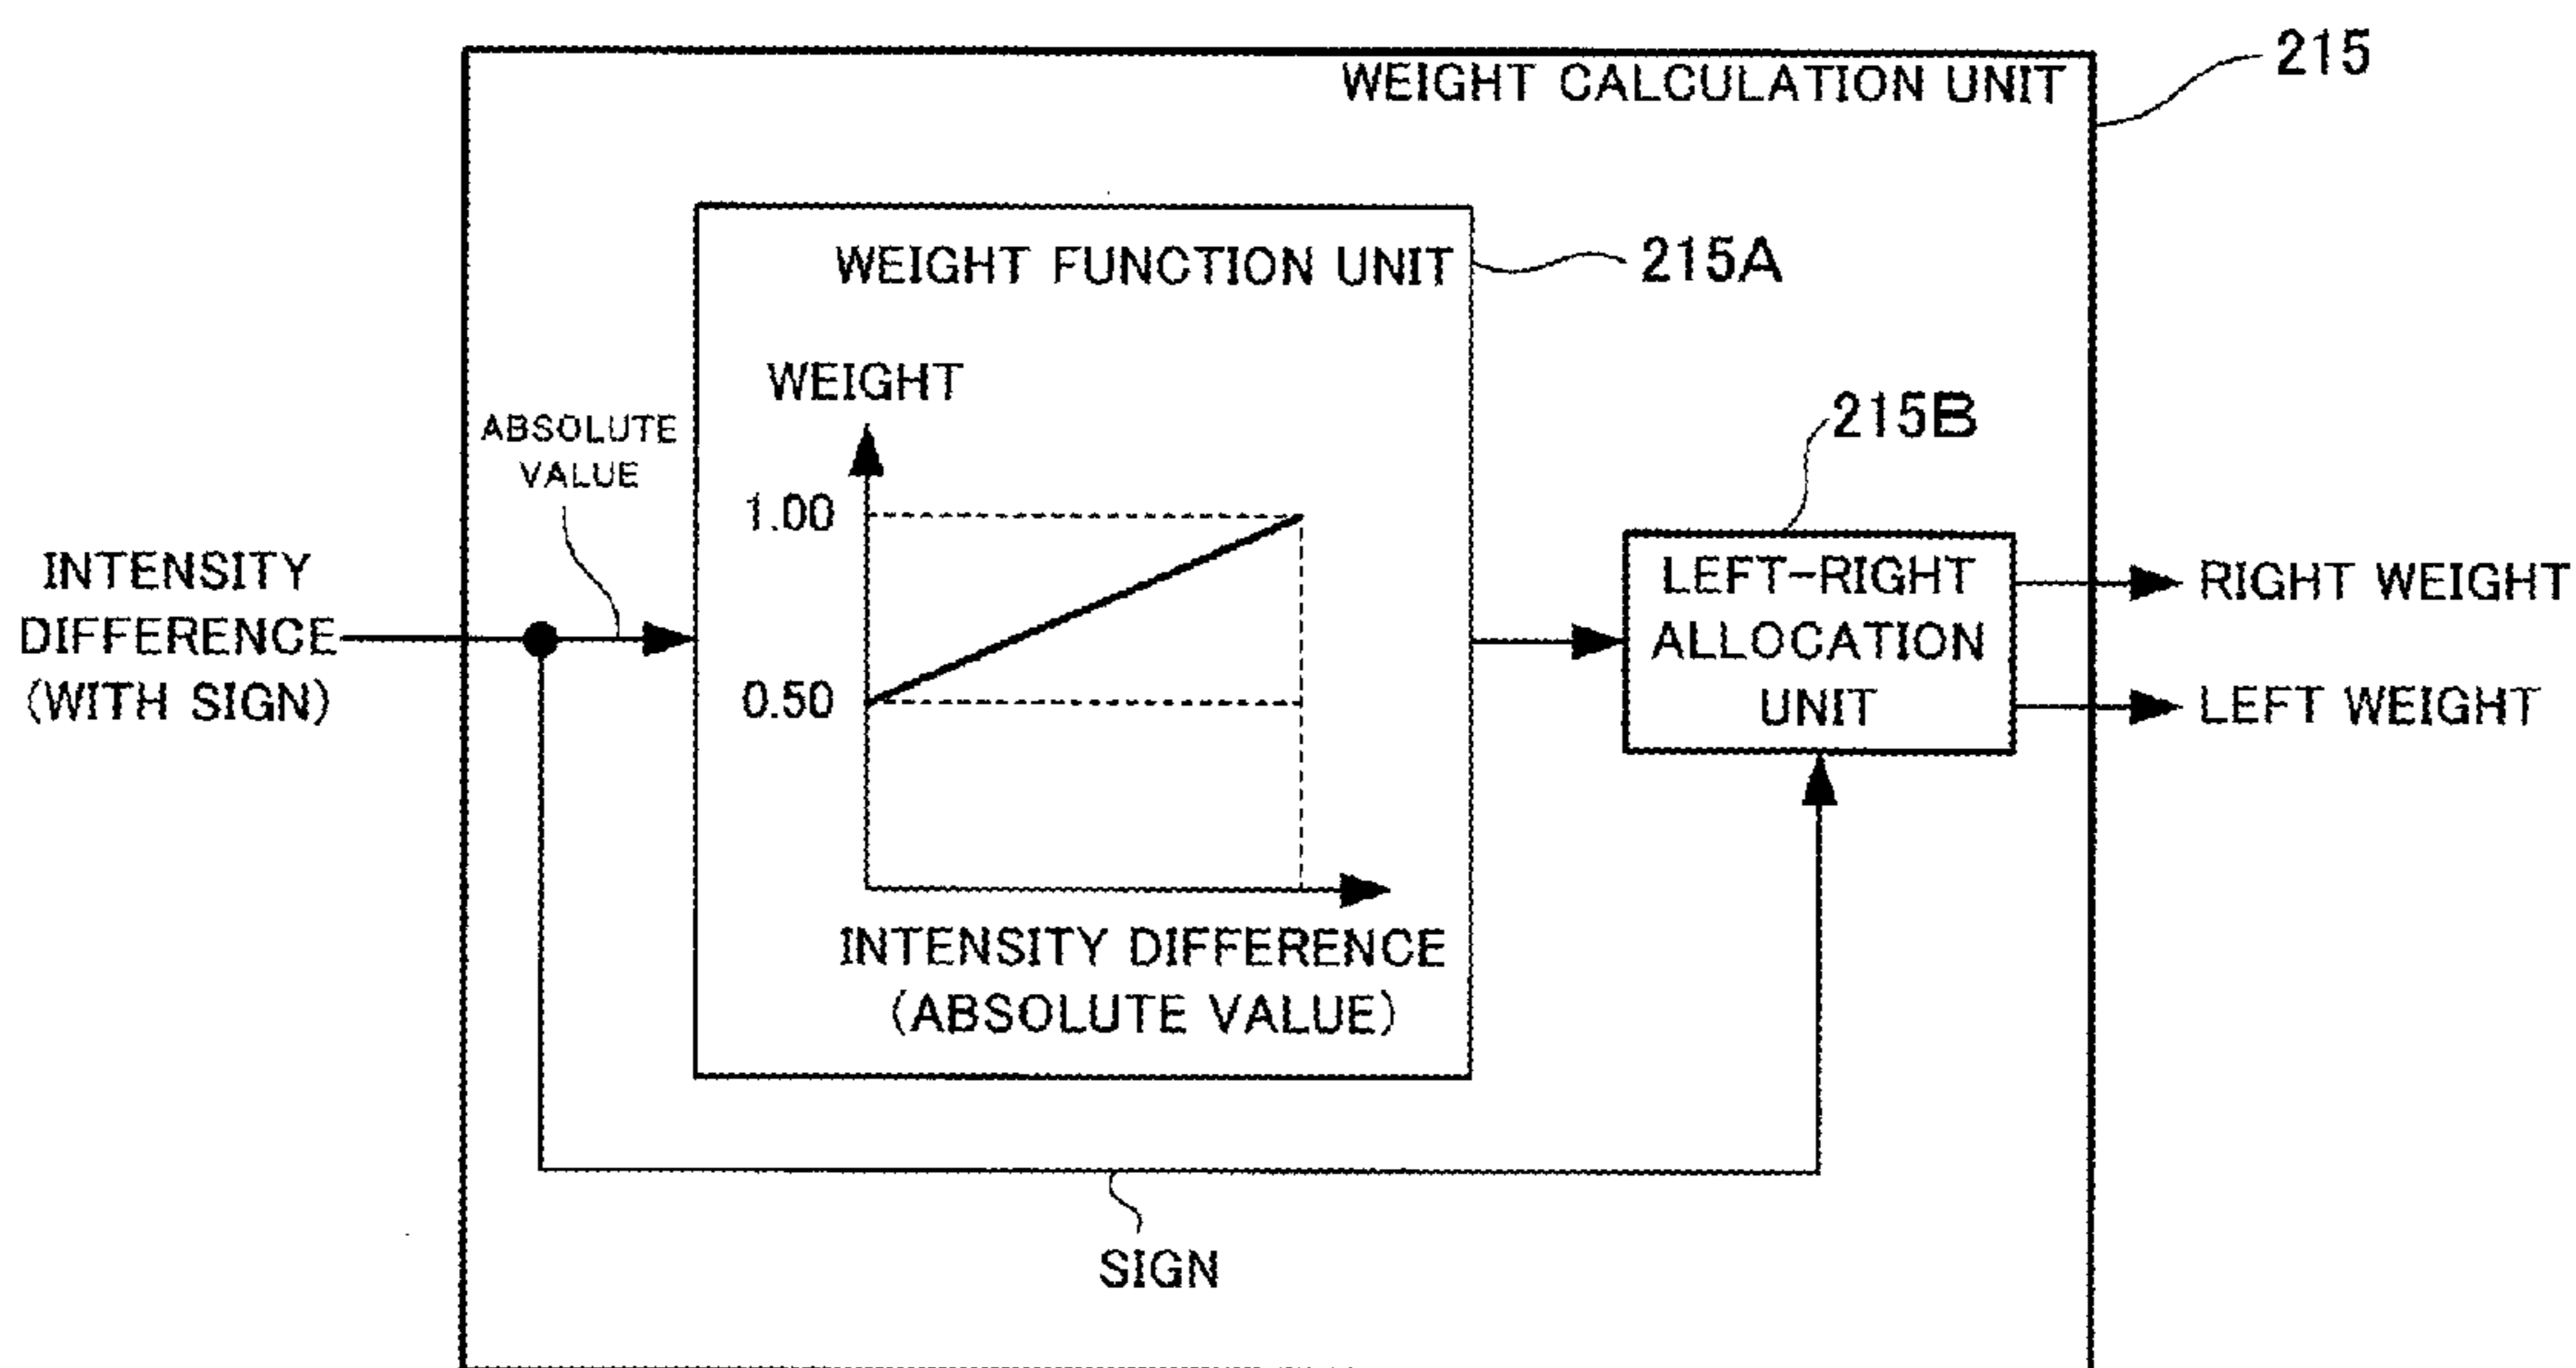 215
WEIGHT CALCULATION UNIT
WEIGHT FUNCTION UNIT
215A
WEIGHT
ABSOLUTE
VALUE
1.00
0.50
INTENSITY DIFFERENCE
(ABSOLUTE VALUE)
INTENSITY
DIFFERENCE
(WITH SIGN)
215B
LEFT-RIGHT
ALLOCATION
UNIT
RIGHT WEIGHT
LEFT WEIGHT
SIGN